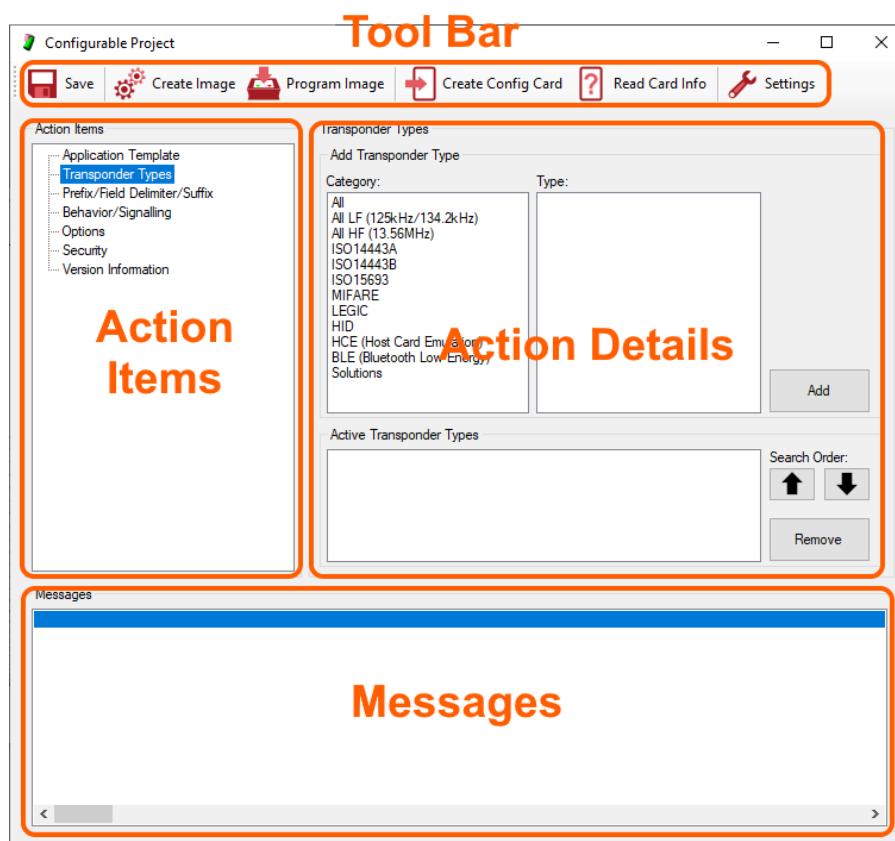 Tool Bar
Configurable Project
Save Create Image Program Image Create Config Card Read Card Info Settings
Action Items
Application Template
Transponder Types
Prefix/Field Delimiter/Suffix
Behavior/Signalling
Options
Security
Version Information
Action
Items
Transponder Types
Add Transponder Type
Category:
All
All LF (125kHz/134.2kHz)
All HF (13.56MHz)
ISO14443A
ISO14443B
ISO15693
MIFARE
LEGIC
HID
HCE (Host Card Emulation)
BLE (Bluetooth Low Energy)
Solutions
Type:
Action Details
Add
Active Transponder Types
Search Order:
Remove
Messages
Messages